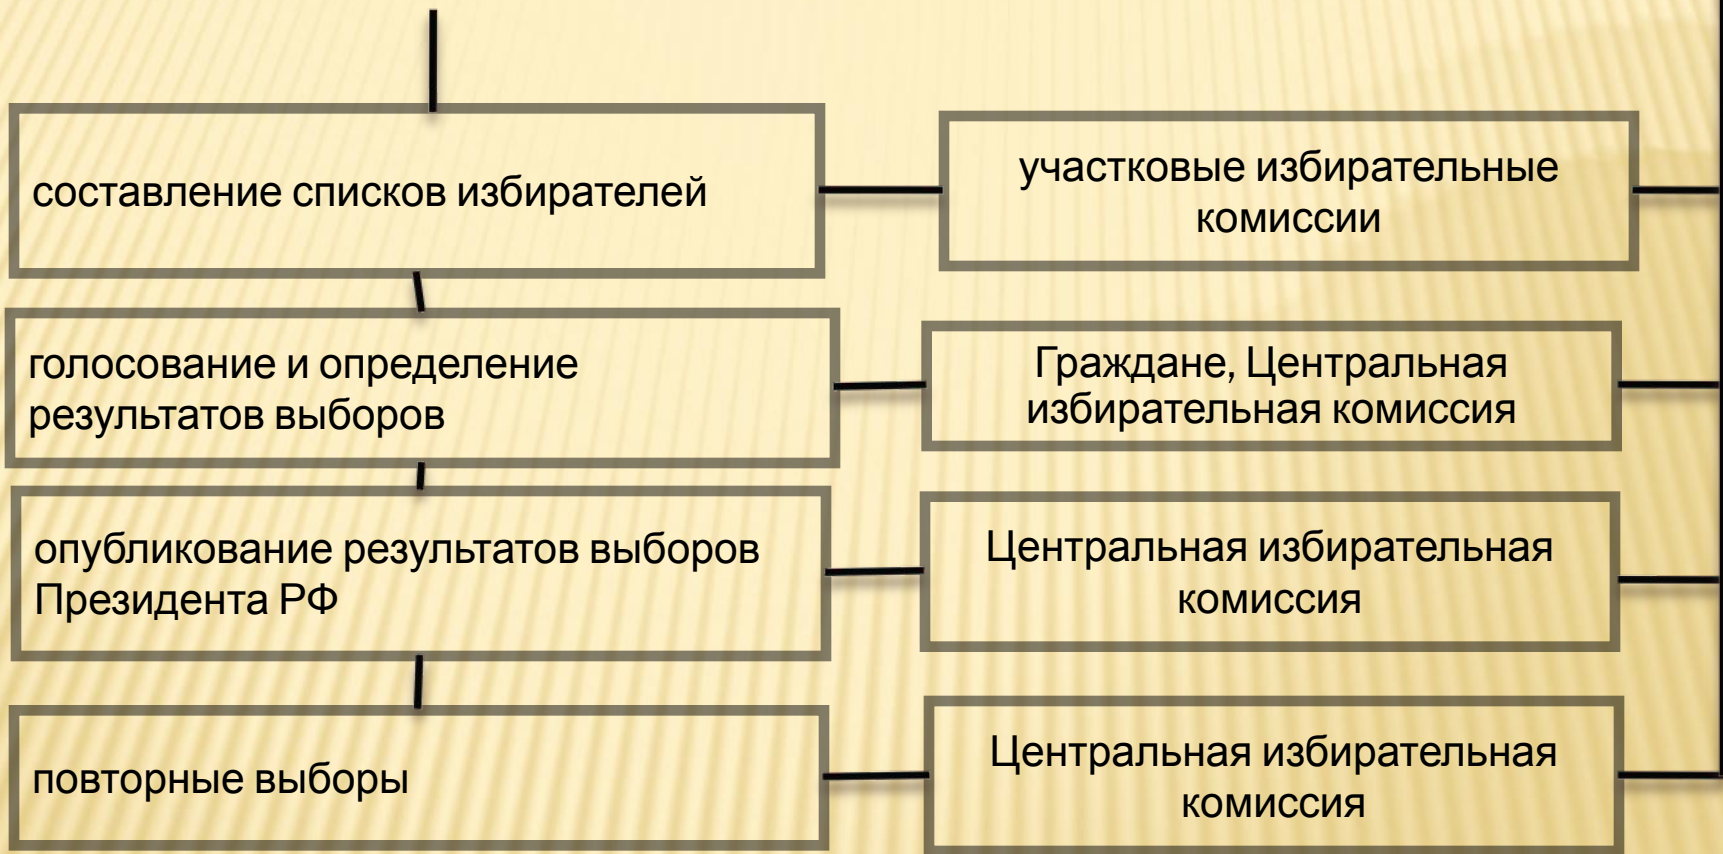 составление списков избирателей
участковые избирательные
комиссии
голосование и определение
результатов выборов
Граждане, Центральная
избирательная комиссия
опубликование результатов выборов
Президента РФ
Центральная избирательная
комиссия
повторные выборы
Центральная избирательная
комиссия